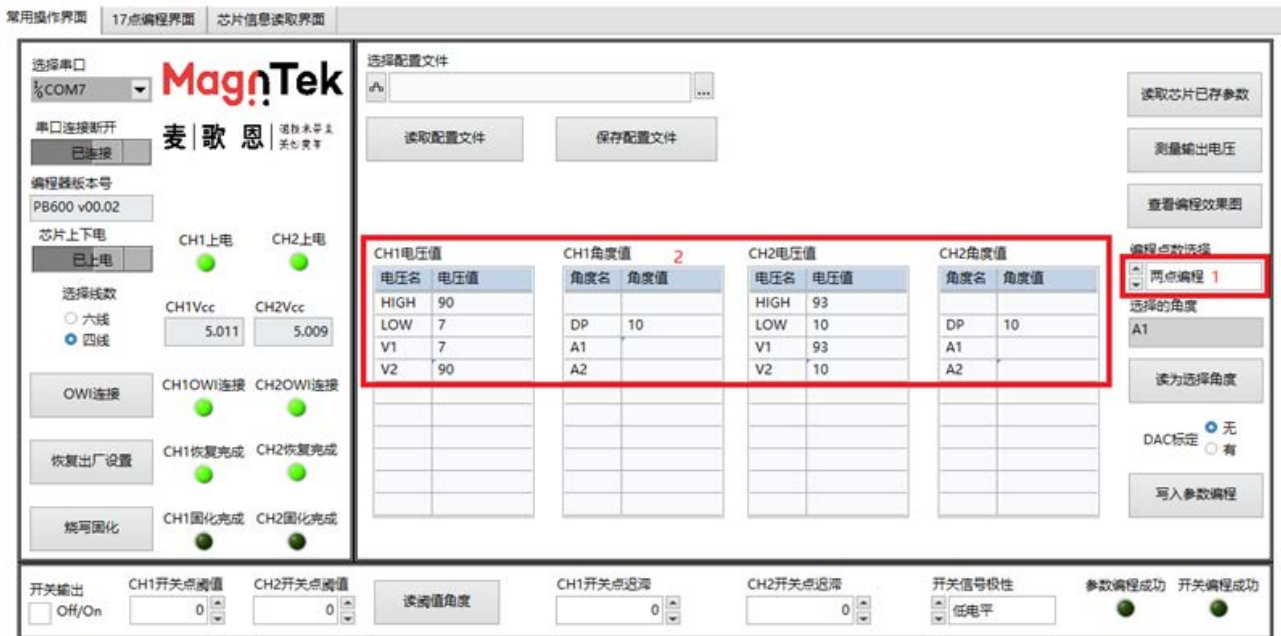 常用操作界面 17点编程界面 芯片信息读取界面
选择串口
COM7
MagnTek
麦|歌 恩
串口连接断开
已连接
编程器版本号
PB600 v00.02
芯片上下电
已上电
CH1上电 CH2上电
选择线数
六线
四线
CH1Vcc CH2Vcc
5.011 5.009
OWI连接
CH1OWI连接 CH2OWI连接
恢复出厂设置
CH1恢复完成 CH2恢复完成
烧写固化
CH1固化完成 CH2固化完成
选择配置文件
...
读取配置文件 保存配置文件
CH1电压值 CH1角度值 2 CH2电压值 CH2角度值
电压名 电压值 角度名 角度值 电压名 电压值 角度名 角度值
HIGH 90 HIGH 93
LOW 7 DP 10 LOW 10 DP 10
V1 7 A1 V1 93 A1
V2 90 A2 V2 10 A2
读取芯片已存参数
测量输出电压
查看编程效果图
编程点数选择
两点编程 1
选择的角度
A1
读为选择角度
DAC标定
无
有
写入参数编程
开关输出
Off/On
CH1开关点阈值
0
CH2开关点阈值
0
读阈值角度
CH1开关点迟滞
0
CH2开关点迟滞
0
开关信号极性
低电平
参数编程成功 开关编程成功